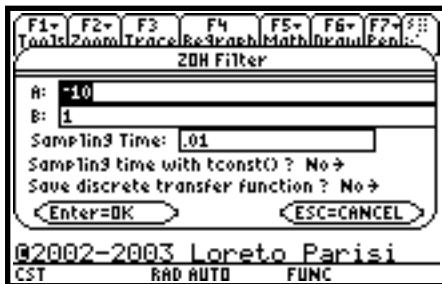 F1▾ F2▾ F3 F4 F5▾ F6▾ F7▾
Tools Zoom Trace Regraph Math Draw Pen
ZOH Filter
A: -10
B: 1
Sampling Time: .01
Sampling time with tconst() ? No→
Save discrete transfer function ? No→
Enter=OK ESC=CANCEL
@2002-2003 Loreto Parisi
CST RAD AUTO FUNC